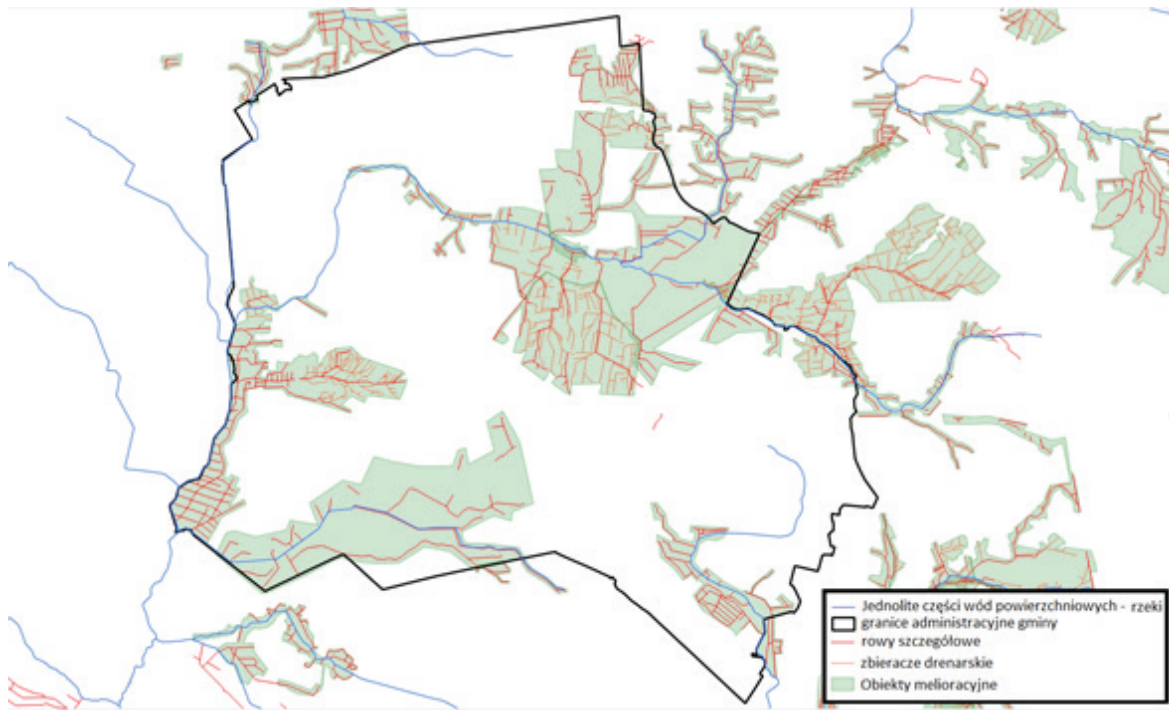 Jednolite części wód powierzchniowych - rzeki
granice administracyjne gminy
rowy szczegółowe
zbieracze drenarskie
Obiekty melioracyjne